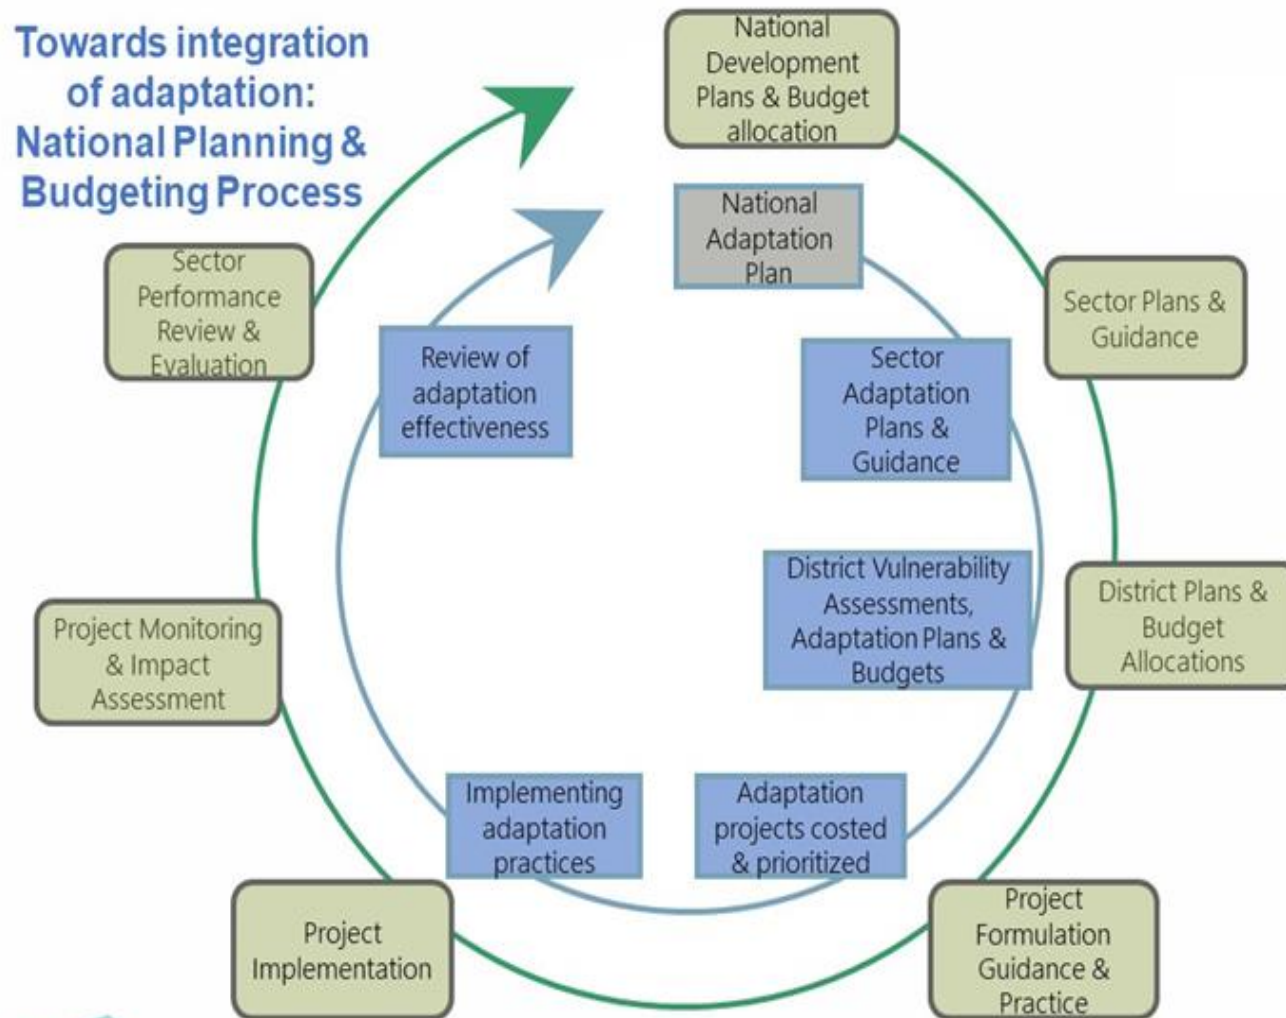 Towards integration
of adaptation:
National Planning &
Budgeting Process
National
Development
Plans & Budget
allocation
National
Adaptation
Plan
Sector Plans &
Guidance
Sector
Adaptation
Plans &
Guidance
District Vulnerability
Assessments,
Adaptation Plans &
Budgets
District Plans &
Budget
Allocations
Adaptation
projects costed
& prioritized
Project
Formulation
Guidance &
Practice
Implementing
adaptation
practices
Project
Implementation
Project Monitoring
& Impact
Assessment
Review of
adaptation
effectiveness
Sector
Performance
Review &
Evaluation